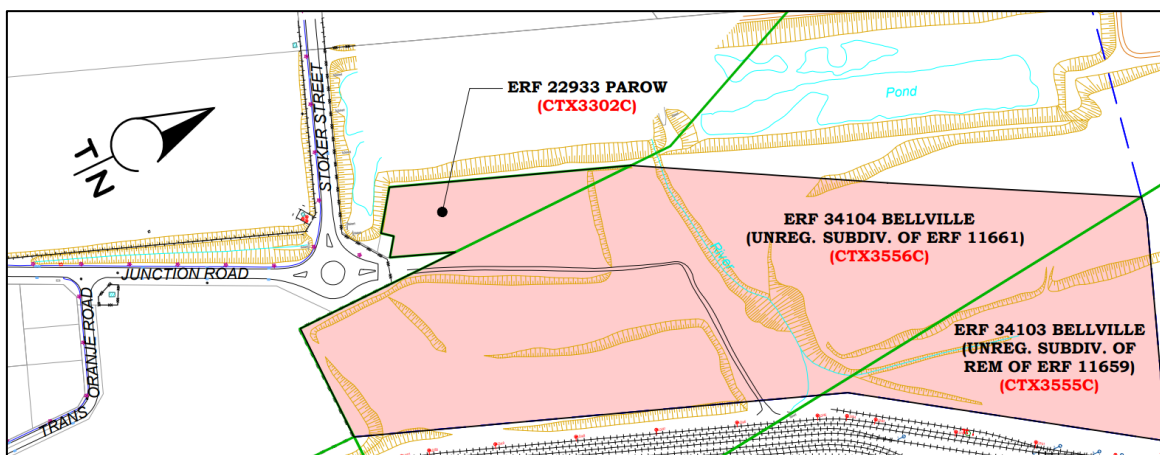 ERF 22933 PAROW
(CTX3302C)
STOKER STREET
Pond
TN
ERF 34104 BELLVILLE
(UNREG. SUBDIV. OF ERF 11661)
(CTX3556C)
River
JUNCTION ROAD
TRANS ORANJE ROAD
ERF 34103 BELLVILLE
(UNREG. SUBDIV. OF
REM OF ERF 11659)
(CTX3555C)